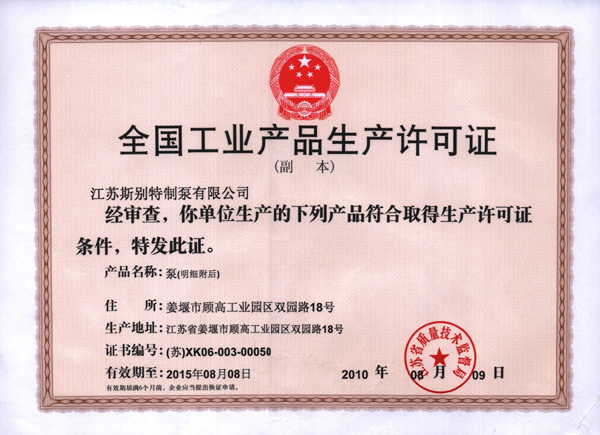 全国工业产品生产许可证
(副 本)
江苏斯别特制泵有限公司
经审查，你单位生产的下列产品符合取得生产许可证
条件，特发此证。
产品名称: 泵(明细附后)
住 所: 姜堰市顾高工业园区双园路18号
生产地址: 江苏省姜堰市顾高工业园区双园路18号
证书编号: (苏)XK06-003-00050
有效期至: 2015年08月08日
2010 年 08 月 09 日
有效期届满6个月前，企业应当提出换证申请。
江苏省质量技术监督局